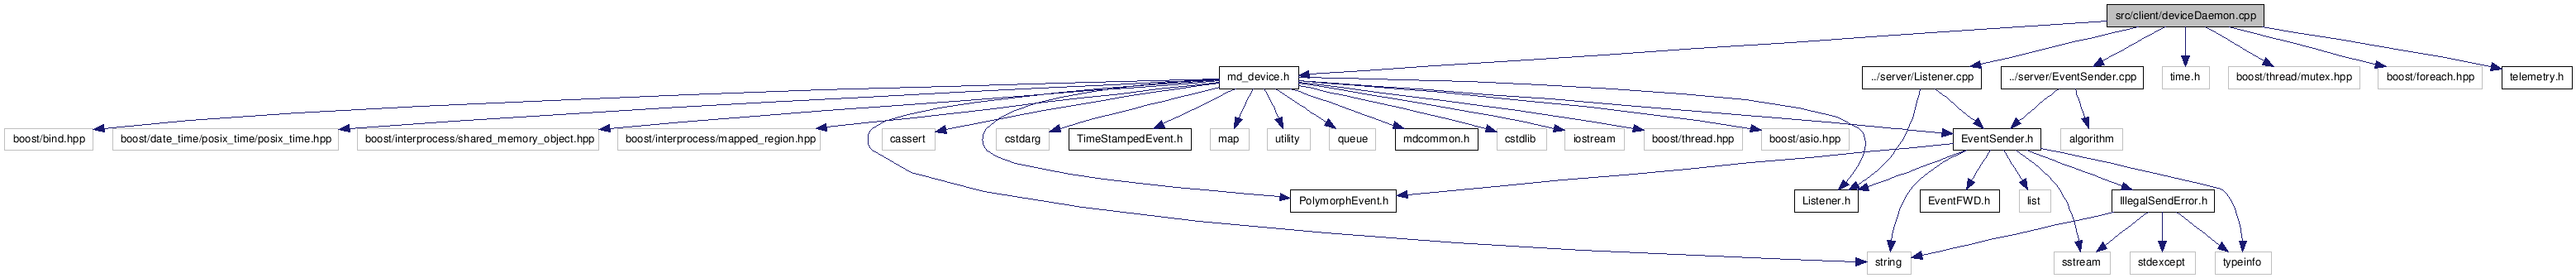 src/client/deviceDaemon.cpp
md_device.h
../server/Listener.cpp
../server/EventSender.cpp
time.h
boost/thread/mutex.hpp
boost/foreach.hpp
telemetry.h
boost/bind.hpp
boost/date_time/posix_time/posix_time.hpp
boost/interprocess/shared_memory_object.hpp
boost/interprocess/mapped_region.hpp
cassert
cstdarg
TimeStampedEvent.h
map
utility
queue
mdcommon.h
cstdlib
iostream
boost/thread.hpp
boost/asio.hpp
EventSender.h
algorithm
PolymorphEvent.h
Listener.h
EventFWD.h
list
IllegalSendError.h
string
sstream
stdexcept
typeinfo